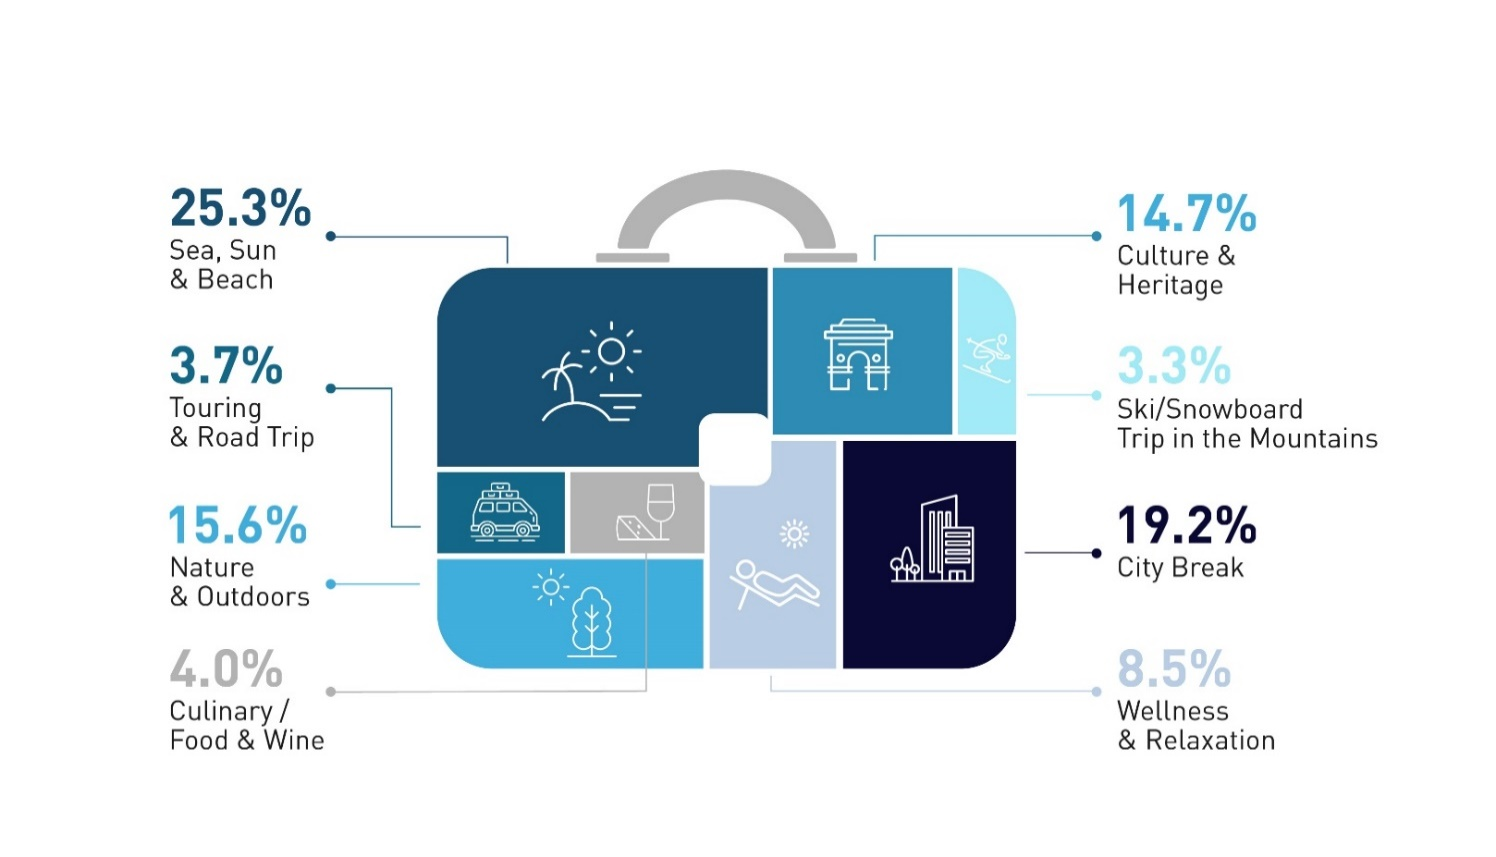 25.3%
Sea, Sun
& Beach
3.7%
Touring
& Road Trip
15.6%
Nature
& Outdoors
4.0%
Culinary /
Food & Wine
14.7%
Culture &
Heritage
3.3%
Ski/Snowboard
Trip in the Mountains
19.2%
City Break
8.5%
Wellness
& Relaxation